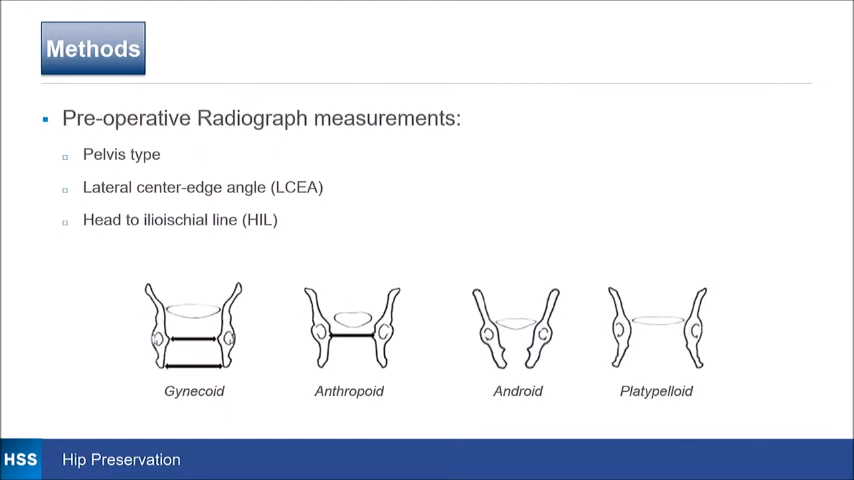 Methods
Pre-operative Radiograph measurements:
Pelvis type
Lateral center-edge angle (LCEA)
Head to ilioischial line (HIL)
Gynecoid
Anthropoid
Android
Platypelloid
HSS
Hip Preservation